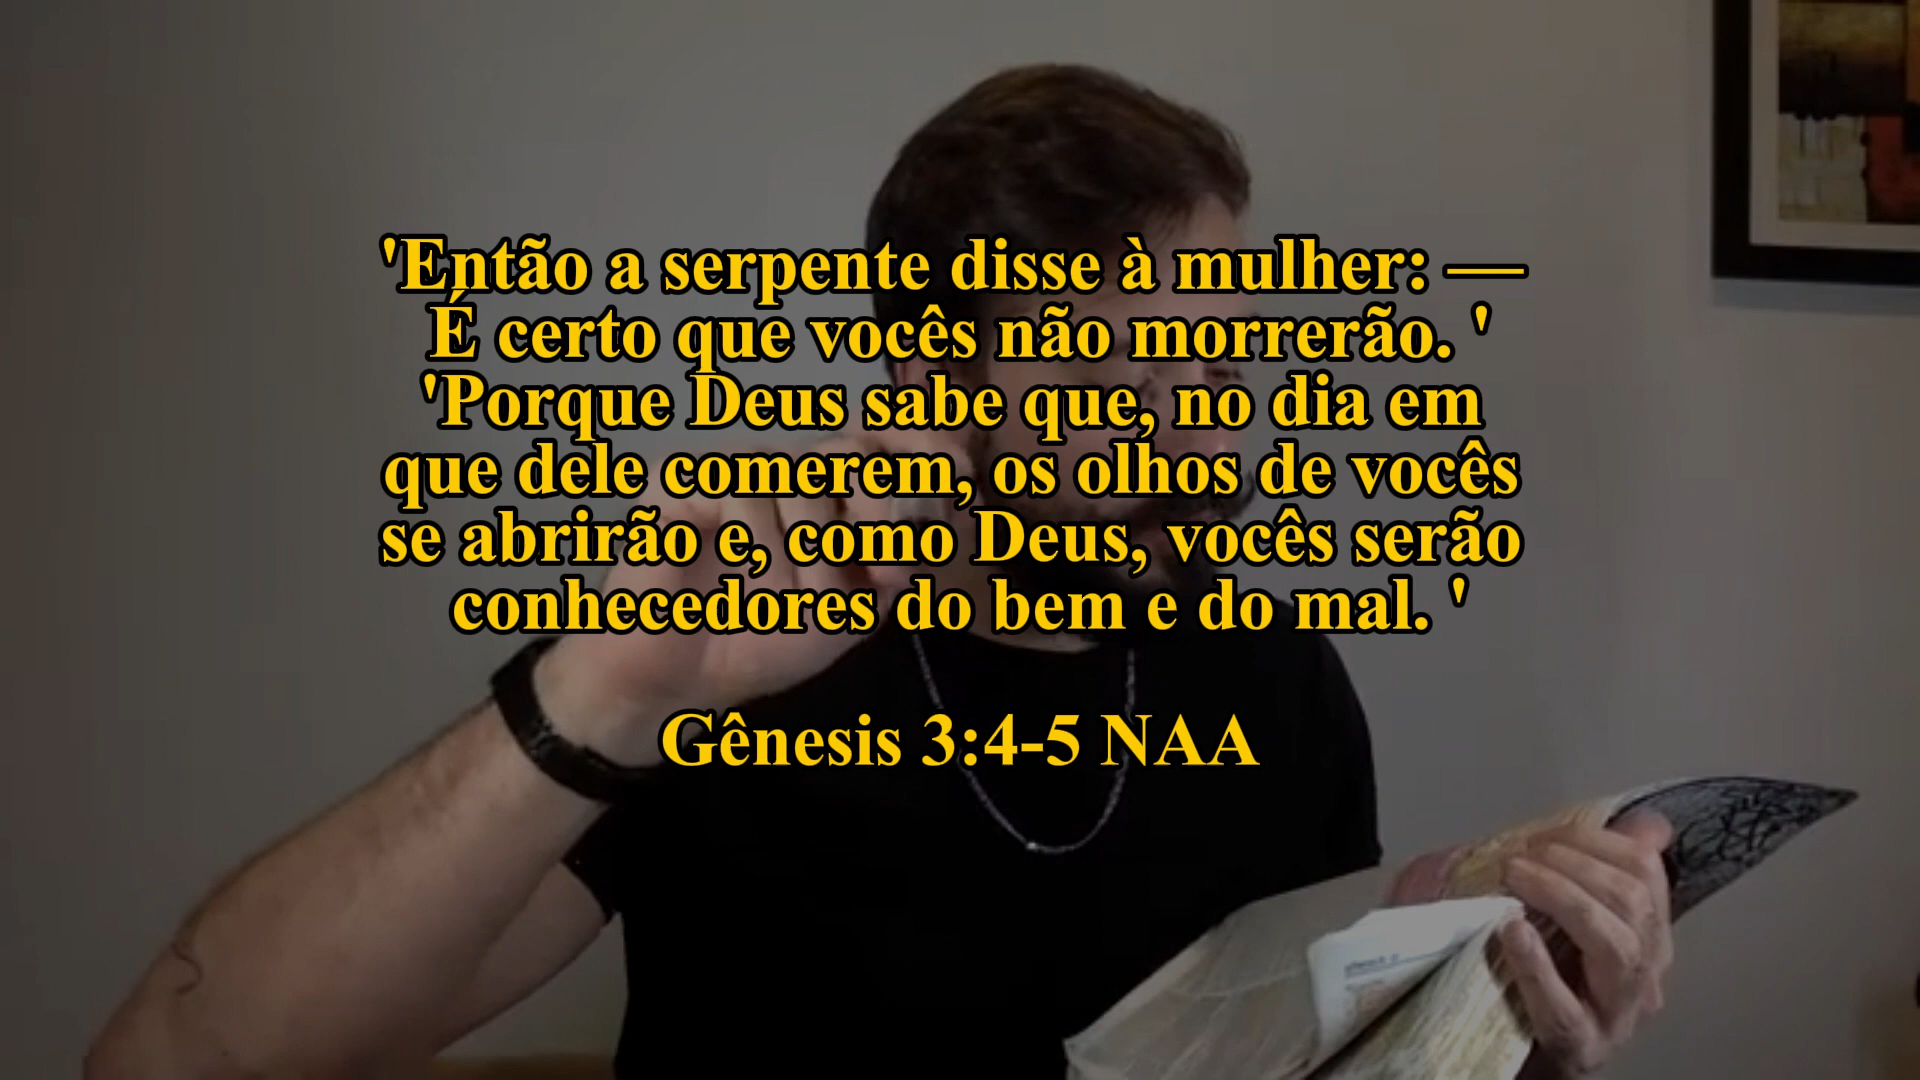 'Então a serpente disse à mulher: —
É certo que vocês não morrerão. '
'Porque Deus sabe que, no dia em
que dele comerem, os olhos de vocês
se abrirão e, como Deus, vocês serão
conhecedores do bem e do mal. '
Gênesis 3:4-5 NAA